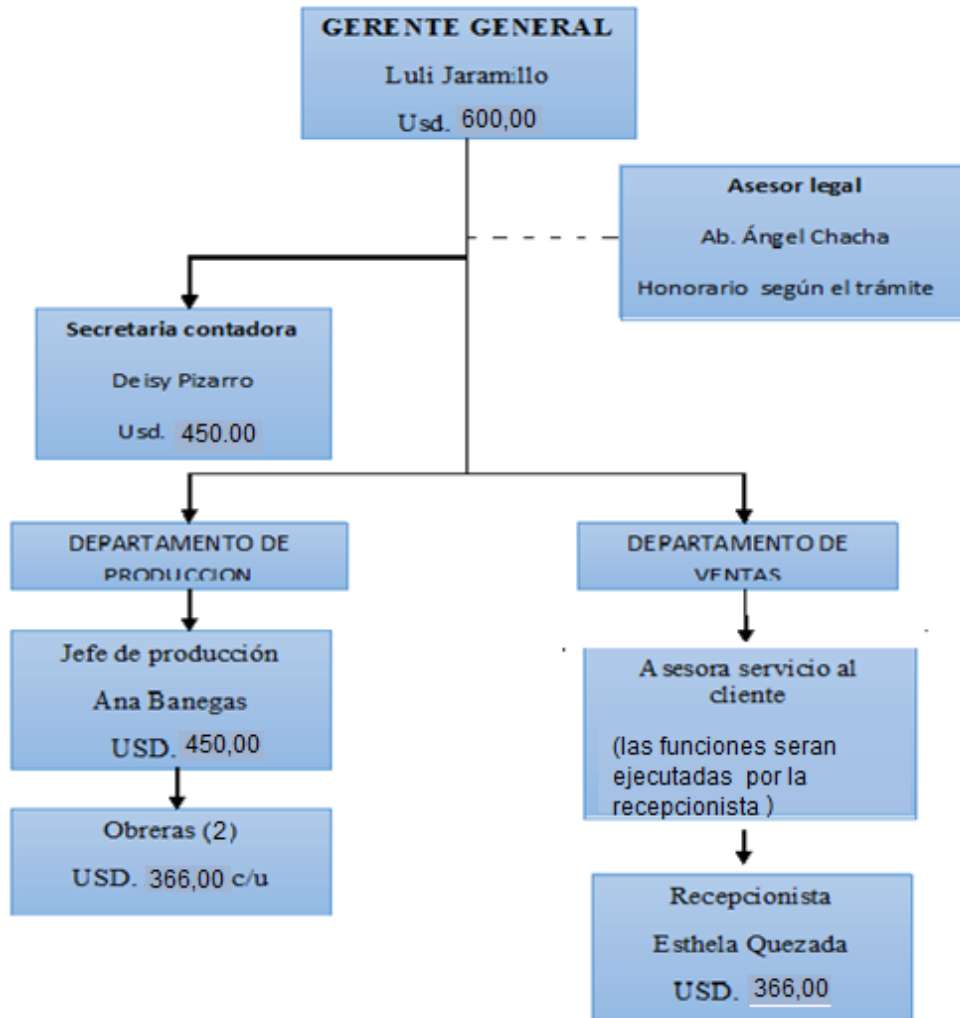 GERENTE GENERAL
Luli Jaramillo
Usd. 600,00
Asesor legal
Ab. Ángel Chacha
Honorario según el trámite
Secretaria contadora
Deisy Pizarro
Usd. 450.00
DEPARTAMENTO DE
PRODUCCION
Jefe de producción
Ana Banegas
USD. 450,00
Obreras (2)
USD. 366,00 c/u
DEPARTAMENTO DE
VENTAS
Asesora servicio al
cliente
(las funciones seran
ejecutadas por la
recepcionista )
Recepcionista
Esthela Quezada
USD. 366,00